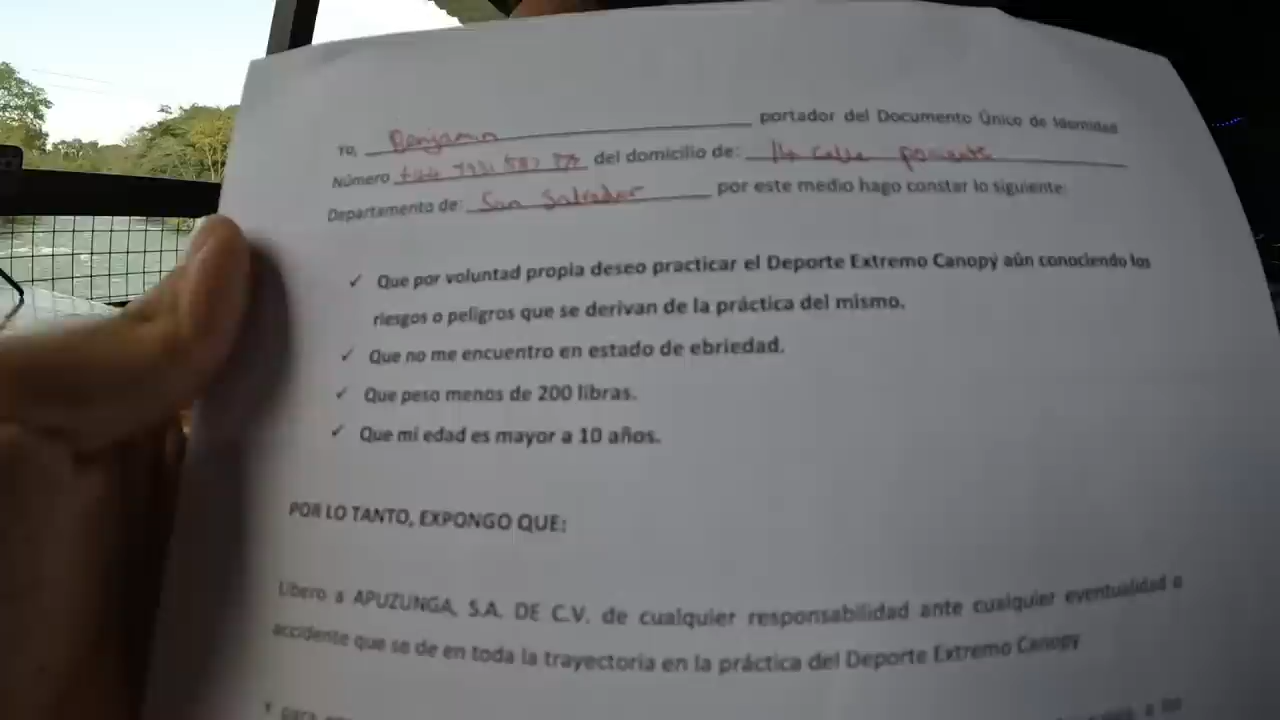 Yo, Benjamin portador del Documento Único de Identidad
Número del domicilio de: 14 calle poniente
Departamento de: San Salvador por este medio hago constar lo siguiente:
✓ Que por voluntad propia deseo practicar el Deporte Extremo Canopy aún conociendo los
riesgos o peligros que se derivan de la práctica del mismo.
✓ Que no me encuentro en estado de ebriedad.
✓ Que peso menos de 200 libras.
✓ Que mi edad es mayor a 10 años.
POR LO TANTO, EXPONGO QUE:
Libero a APUZUNGA, S.A. DE C.V. de cualquier responsabilidad ante cualquier eventualidad o
accidente que se de en toda la trayectoria en la práctica del Deporte Extremo Canopy
Y para